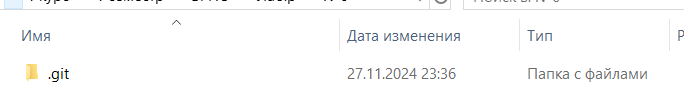 Имя Дата изменения Тип
.git 27.11.2024 23:36 Папка с файлами